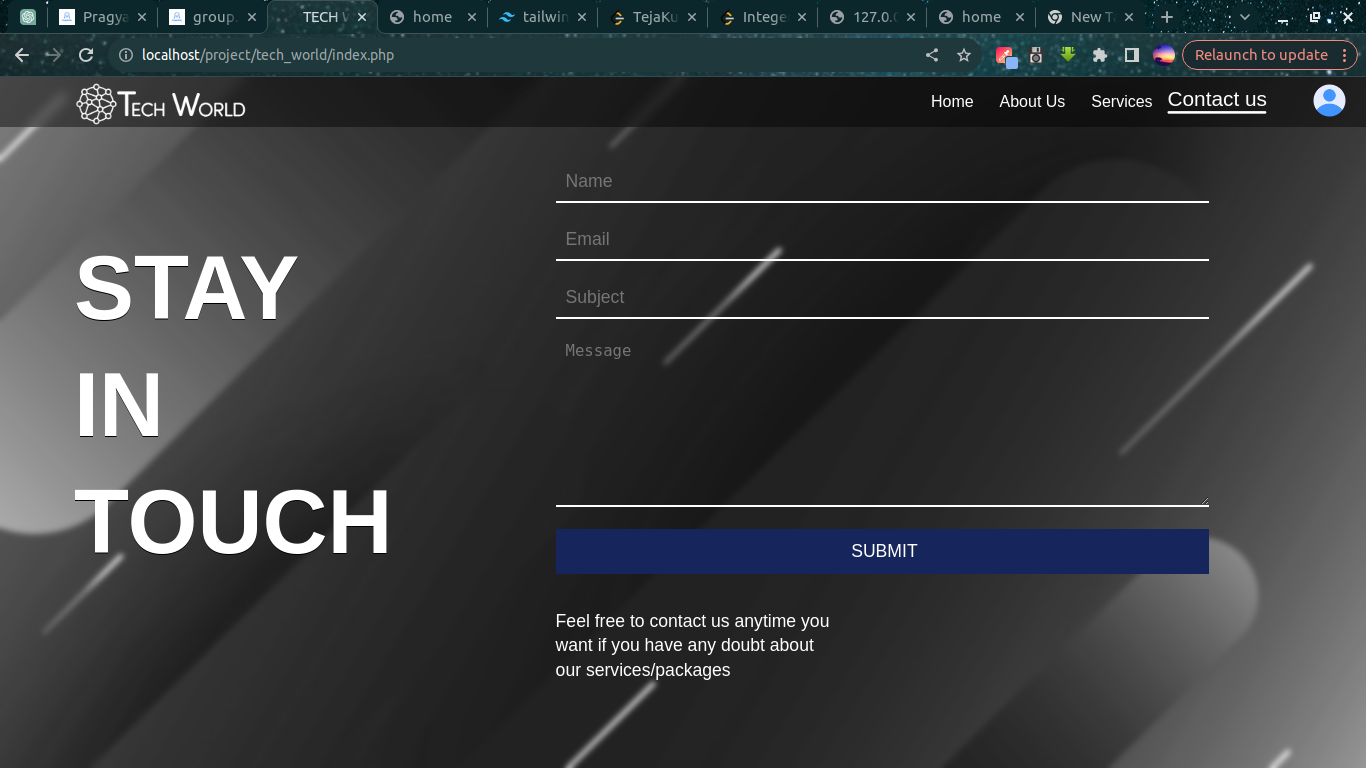 Pragya
group.
TECH W
home
tailwin
TejaKu
Intege
127.0.0
home
New Ta
localhost/project/tech_world/index.php
Relaunch to update
TECH WORLD
Home About Us Services Contact us
Name
Email
Subject
Message
STAY
IN
TOUCH
SUBMIT
Feel free to contact us anytime you
want if you have any doubt about
our services/packages